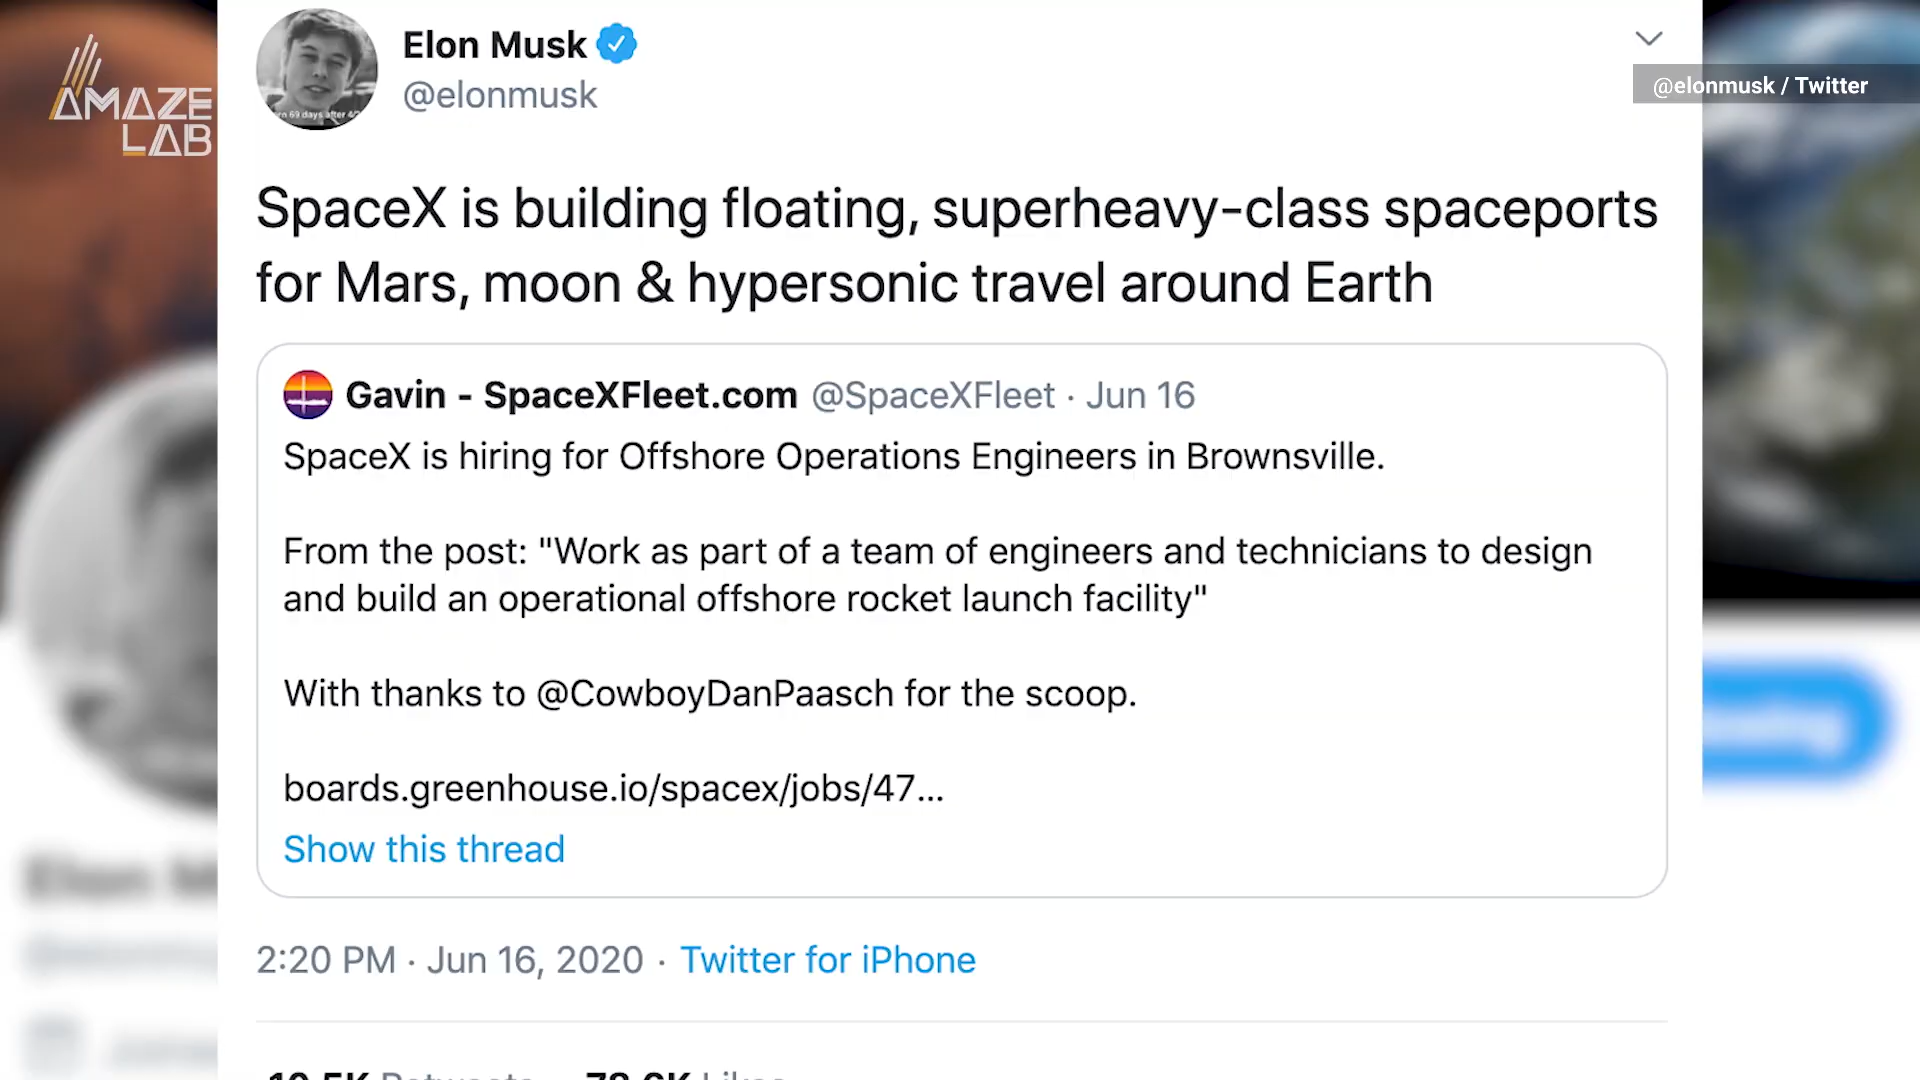 AMAZE
LAB
Elon Musk
@elonmusk
@elonmusk / Twitter
SpaceX is building floating, superheavy-class spaceports
for Mars, moon & hypersonic travel around Earth
Gavin - SpaceXFleet.com @SpaceXFleet · Jun 16
SpaceX is hiring for Offshore Operations Engineers in Brownsville.
From the post: "Work as part of a team of engineers and technicians to design
and build an operational offshore rocket launch facility"
With thanks to @CowboyDanPaasch for the scoop.
boards.greenhouse.io/spacex/jobs/47...
Show this thread
2:20 PM · Jun 16, 2020 · Twitter for iPhone